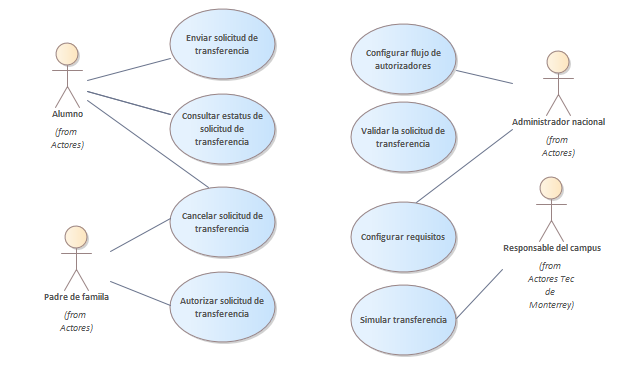 Enviar solicitud de
transferencia
Alumno
(from
Actores)
Consultar estatus de
solicitud de
transferencia
Cancelar solicitud de
transferencia
Padre de famiila
(from
Actores)
Autorizar solicitud de
transferencia
Configurar flujo de
autorizadores
Administrador nacional
(from
Actores)
Validar la solicitud de
transferencia
Configurar requisitos
Responsable del campus
(from
Actores Tec
de
Monterrey)
Simular transferencia